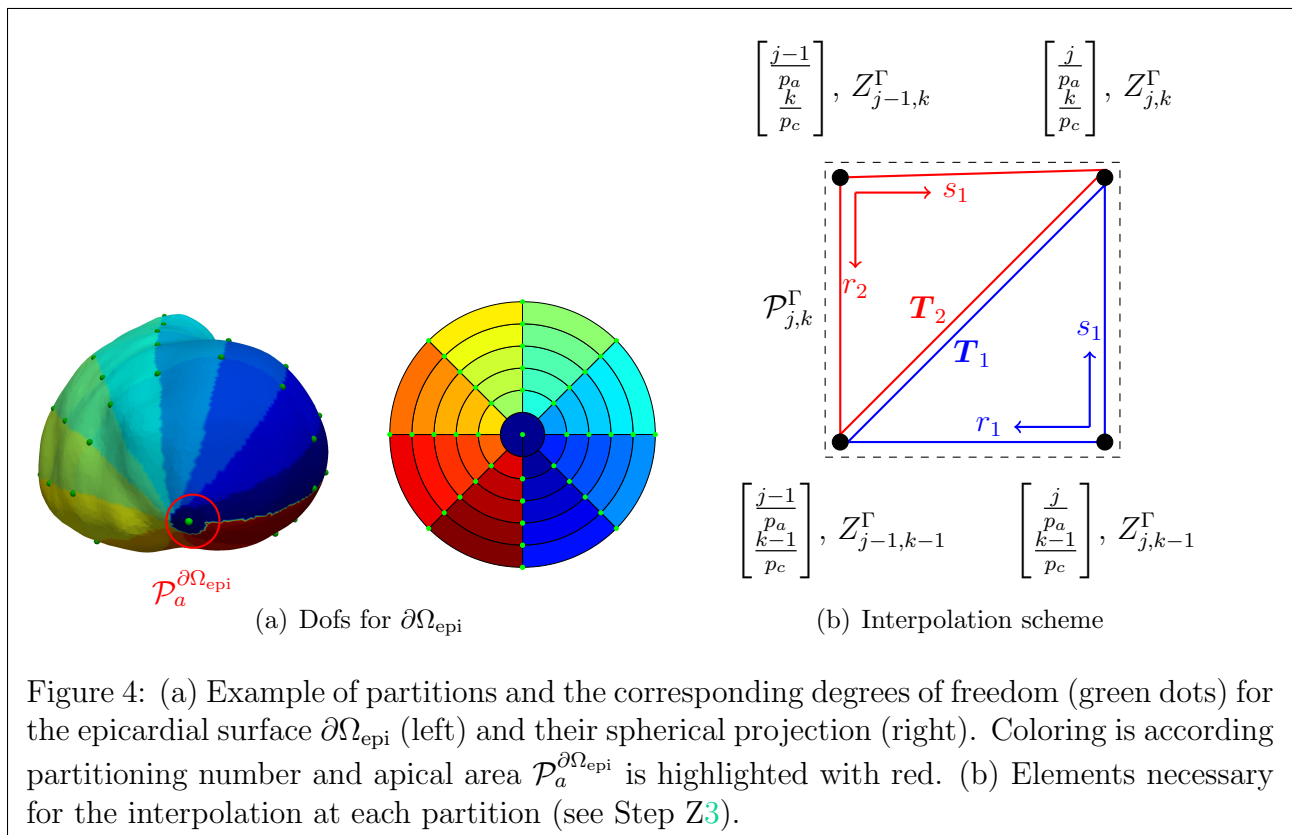 [j−1/p_a k/p_c], Z^Γ_{j−1,k}
[j/p_a k/p_c], Z^Γ_{j,k}
s_1
r_2
T_2
P^Γ_{j,k}
T_1
s_1
r_1
[j−1/p_a k−1/p_c], Z^Γ_{j−1,k−1}
[j/p_a k−1/p_c], Z^Γ_{j,k−1}
P_a^{∂Ω_epi}
(a) Dofs for ∂Ω_epi
(b) Interpolation scheme
Figure 4: (a) Example of partitions and the corresponding degrees of freedom (green dots) for
the epicardial surface ∂Ω_epi (left) and their spherical projection (right). Coloring is according
partitioning number and apical area P_a^{∂Ω_epi} is highlighted with red. (b) Elements necessary
for the interpolation at each partition (see Step Z3).